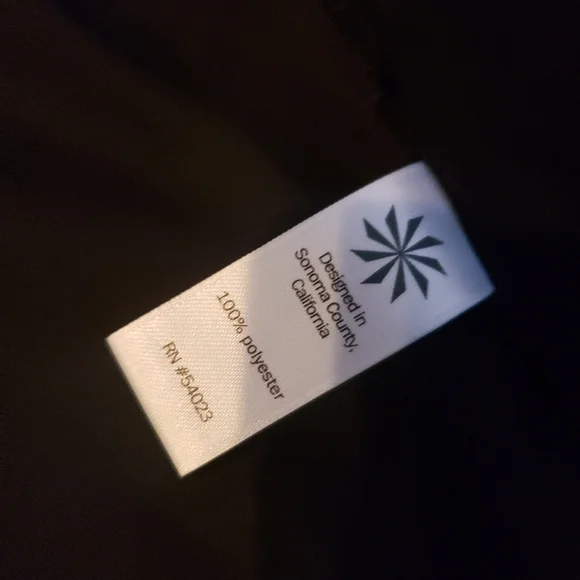 Designed in
Sonoma County,
California
100% polyester
RN #54023